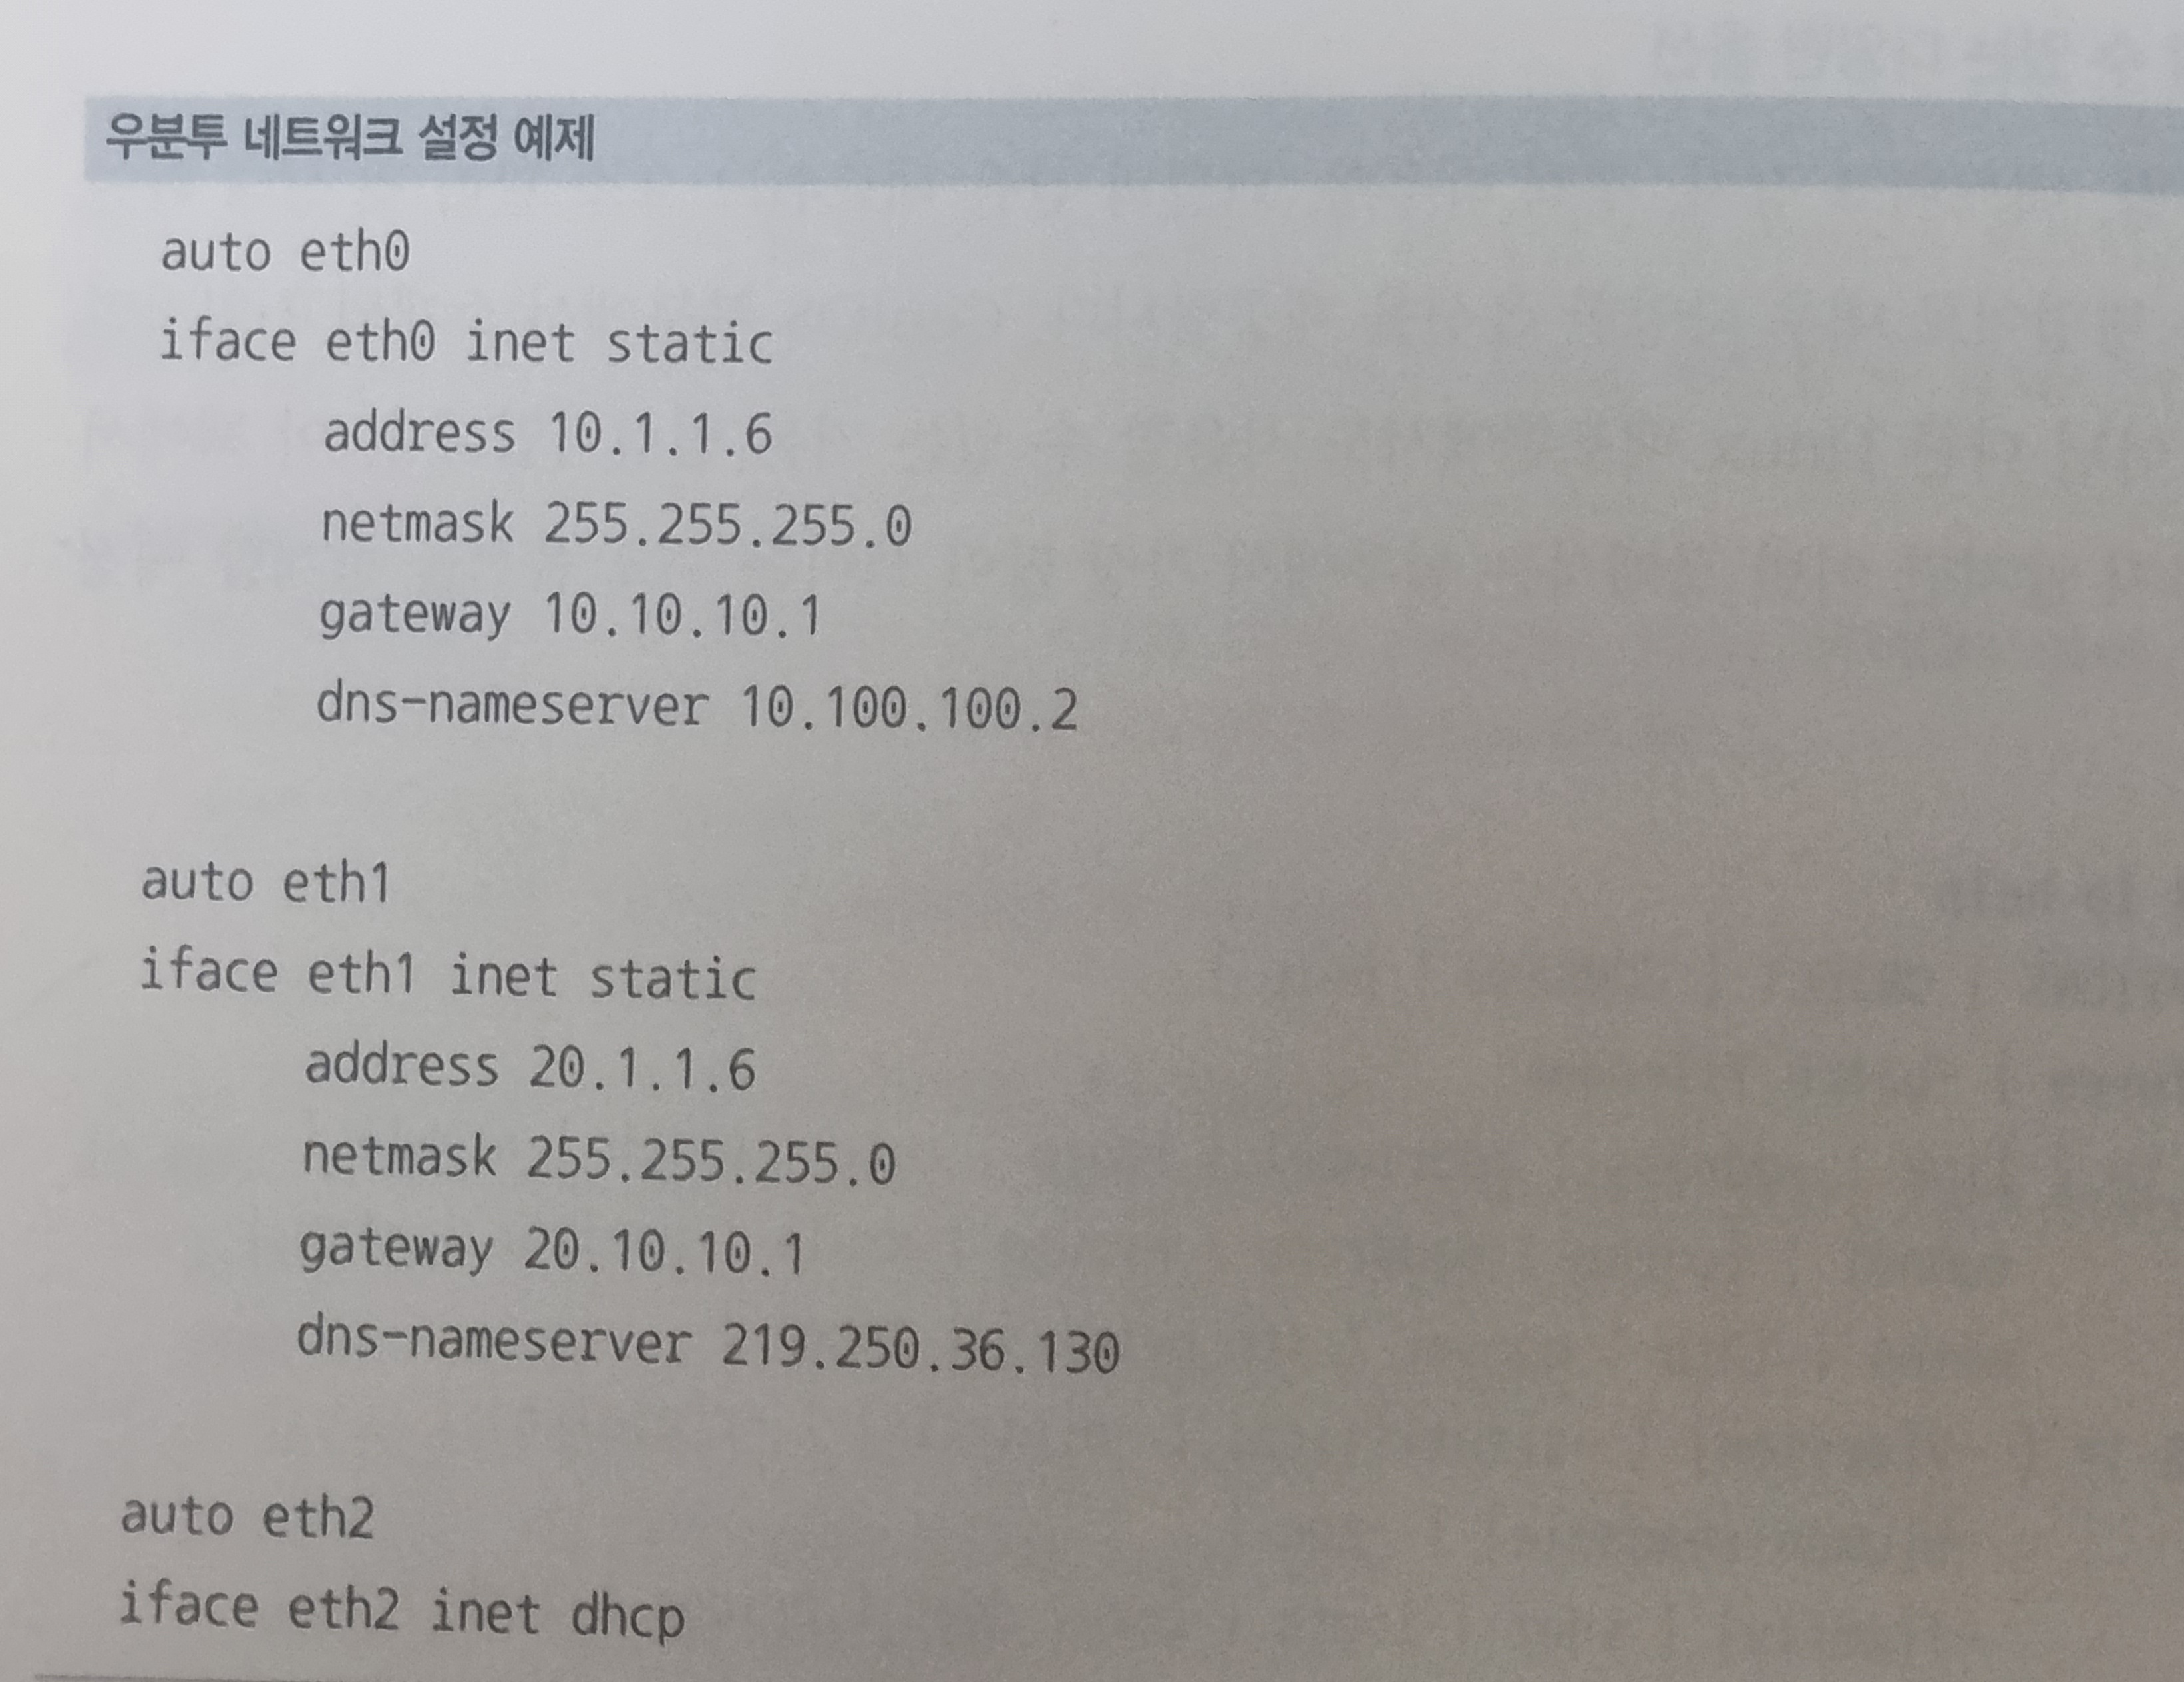 우분투 네트워크 설정 예제
auto eth0
iface eth0 inet static
address 10.1.1.6
netmask 255.255.255.0
gateway 10.10.10.1
dns-nameserver 10.100.100.2
auto eth1
iface eth1 inet static
address 20.1.1.6
netmask 255.255.255.0
gateway 20.10.10.1
dns-nameserver 219.250.36.130
auto eth2
iface eth2 inet dhcp